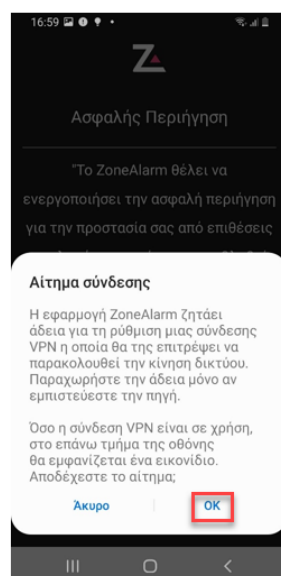 16:59
Ασφαλής Περιήγηση
"Το ZoneAlarm θέλει να
ενεργοποιήσει την ασφαλή περιήγηση
για την προστασία σας από επιθέσεις
Αίτημα σύνδεσης
Η εφαρμογή ZoneAlarm ζητάει
άδεια για τη ρύθμιση μιας σύνδεσης
VPN η οποία θα της επιτρέψει να
παρακολουθεί την κίνηση δικτύου.
Παραχωρήστε την άδεια μόνο αν
εμπιστεύεστε την πηγή.
Όσο η σύνδεση VPN είναι σε χρήση,
στο επάνω τμήμα της οθόνης
θα εμφανίζεται ένα εικονίδιο.
Αποδέχεστε το αίτημα;
Άκυρο
OK